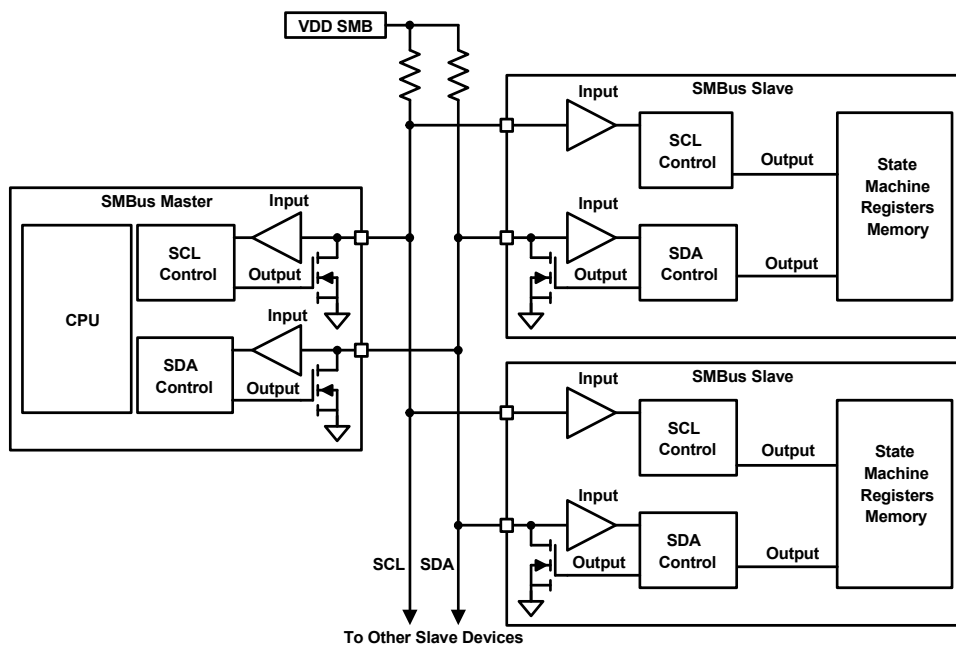 VDD SMB
SMBus Master
CPU
SCL
Control
Input
Output
SDA
Control
Input
Output
SMBus Slave
Input
SCL
Control
Output
Input
SDA
Control
Output
Output
State
Machine
Registers
Memory
SMBus Slave
Input
SCL
Control
Output
Input
SDA
Control
Output
Output
State
Machine
Registers
Memory
SCL
SDA
To Other Slave Devices